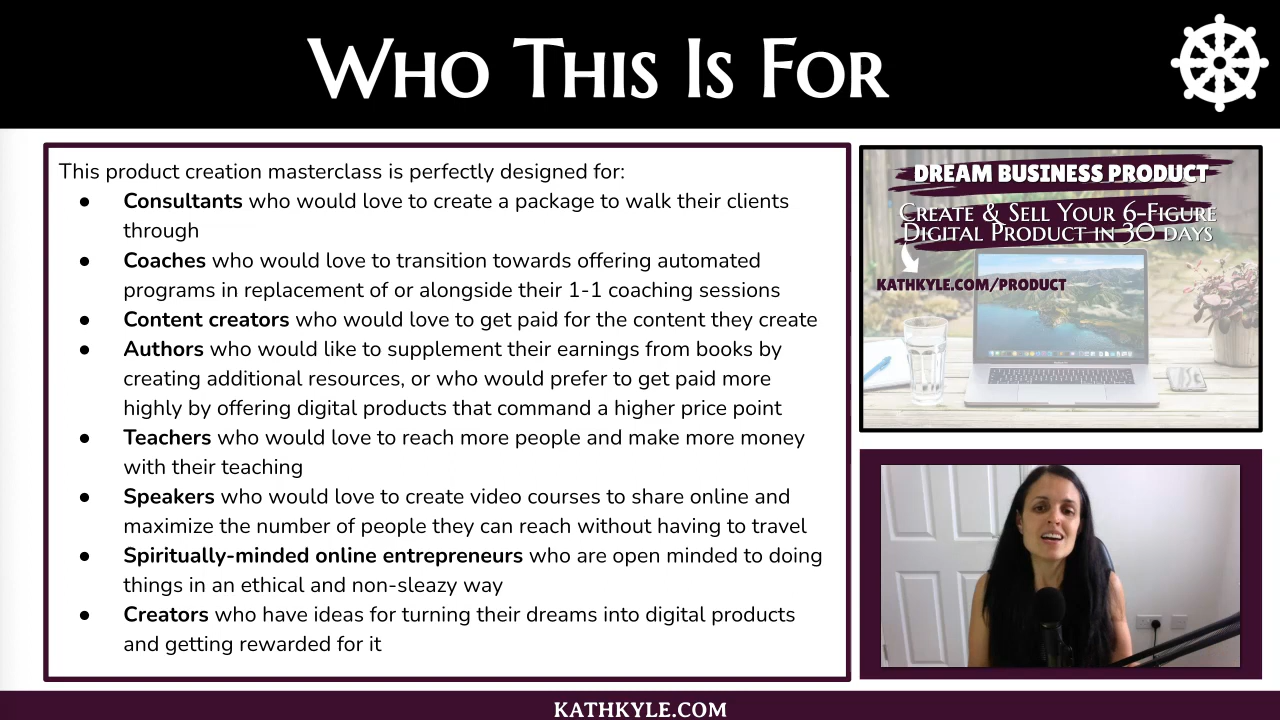 Who This Is For
This product creation masterclass is perfectly designed for:
● Consultants who would love to create a package to walk their clients
through
● Coaches who would love to transition towards offering automated
programs in replacement of or alongside their 1-1 coaching sessions
● Content creators who would love to get paid for the content they create
● Authors who would like to supplement their earnings from books by
creating additional resources, or who would prefer to get paid more
highly by offering digital products that command a higher price point
● Teachers who would love to reach more people and make more money
with their teaching
● Speakers who would love to create video courses to share online and
maximize the number of people they can reach without having to travel
● Spiritually-minded online entrepreneurs who are open minded to doing
things in an ethical and non-sleazy way
● Creators who have ideas for turning their dreams into digital products
and getting rewarded for it
DREAM BUSINESS PRODUCT
Create & Sell Your 6-Figure
Digital Product in 30 days
KATHKYLE.COM/PRODUCT
KATHKYLE.COM